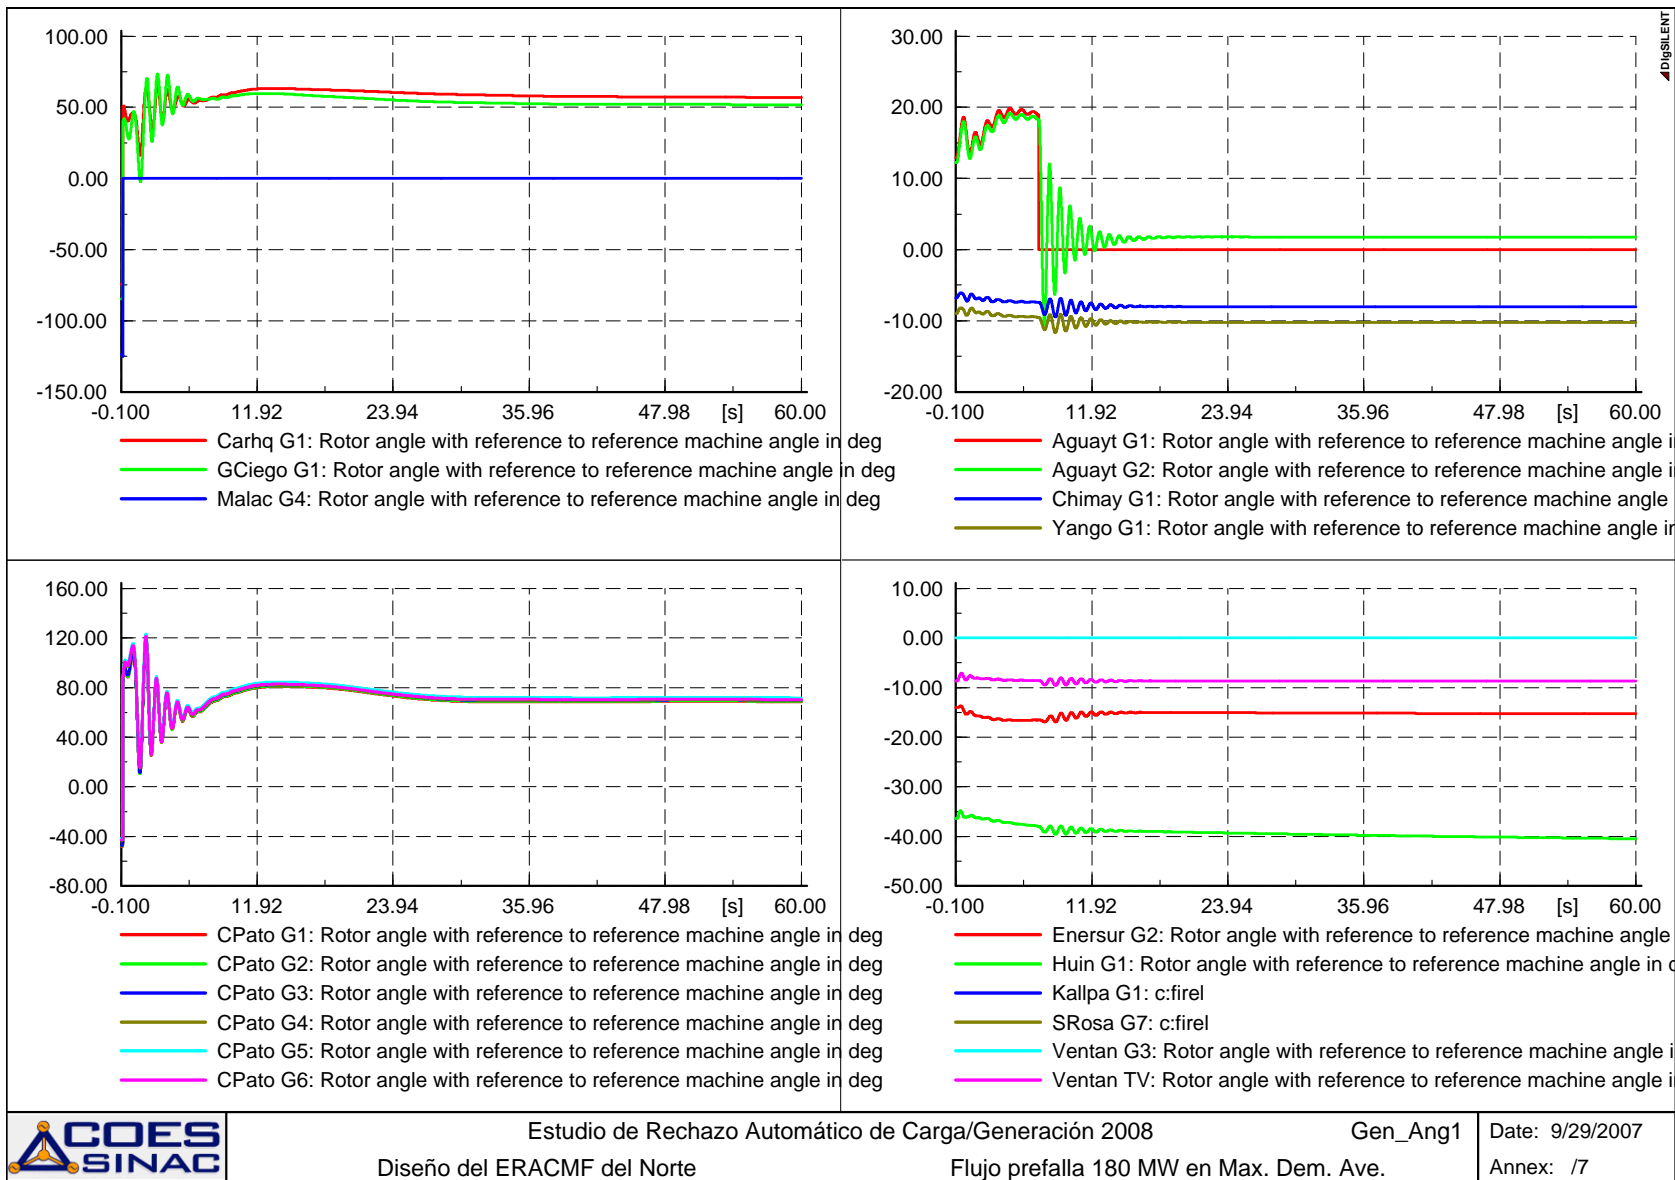 100.00
50.00
0.00
-50.00
-100.00
-150.00
-0.100 11.92 23.94 35.96 47.98 [s] 60.00
Carhq G1: Rotor angle with reference to reference machine angle in deg
GCiego G1: Rotor angle with reference to reference machine angle in deg
Malac G4: Rotor angle with reference to reference machine angle in deg
30.00
20.00
10.00
0.00
-10.00
-20.00
-0.100 11.92 23.94 35.96 47.98 [s] 60.00
Aguayt G1: Rotor angle with reference to reference machine angle i
Aguayt G2: Rotor angle with reference to reference machine angle i
Chimay G1: Rotor angle with reference to reference machine angle
Yango G1: Rotor angle with reference to reference machine angle i
DIgSILENT
160.00
120.00
80.00
40.00
0.00
-40.00
-80.00
-0.100 11.92 23.94 35.96 47.98 [s] 60.00
CPato G1: Rotor angle with reference to reference machine angle in deg
CPato G2: Rotor angle with reference to reference machine angle in deg
CPato G3: Rotor angle with reference to reference machine angle in deg
CPato G4: Rotor angle with reference to reference machine angle in deg
CPato G5: Rotor angle with reference to reference machine angle in deg
CPato G6: Rotor angle with reference to reference machine angle in deg
10.00
0.00
-10.00
-20.00
-30.00
-40.00
-50.00
-0.100 11.92 23.94 35.96 47.98 [s] 60.00
Enersur G2: Rotor angle with reference to reference machine angle
Huin G1: Rotor angle with reference to reference machine angle in d
Kallpa G1: c:firel
SRosa G7: c:firel
Ventan G3: Rotor angle with reference to reference machine angle i
Ventan TV: Rotor angle with reference to reference machine angle i
COES
SINAC
Estudio de Rechazo Automático de Carga/Generación 2008 Gen_Ang1
Diseño del ERACMF del Norte Flujo prefalla 180 MW en Max. Dem. Ave.
Date: 9/29/2007
Annex: /7